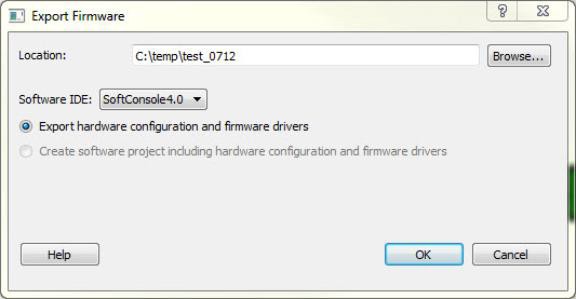 Export Firmware
Location: C:\temp\test_0712 Browse...
Software IDE: SoftConsole4.0
Export hardware configuration and firmware drivers
Create software project including hardware configuration and firmware drivers
Help OK Cancel